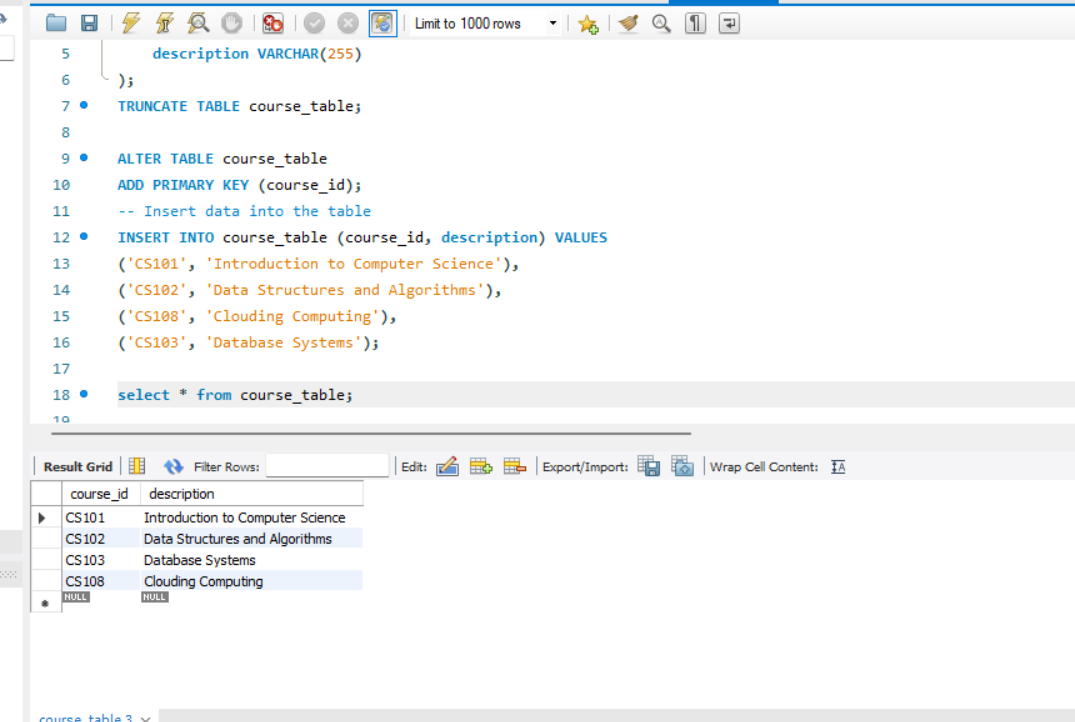 Limit to 1000 rows
5 description VARCHAR(255)
6 );
7 TRUNCATE TABLE course_table;
8
9 ALTER TABLE course_table
10 ADD PRIMARY KEY (course_id);
11 -- Insert data into the table
12 INSERT INTO course_table (course_id, description) VALUES
13 ('CS101', 'Introduction to Computer Science'),
14 ('CS102', 'Data Structures and Algorithms'),
15 ('CS108', 'Clouding Computing'),
16 ('CS103', 'Database Systems');
17
18 select * from course_table;
19
Result Grid Filter Rows: Edit: Export/Import: Wrap Cell Content: IA
course_id description
CS101 Introduction to Computer Science
CS102 Data Structures and Algorithms
CS103 Database Systems
CS108 Clouding Computing
NULL NULL
course_table 3